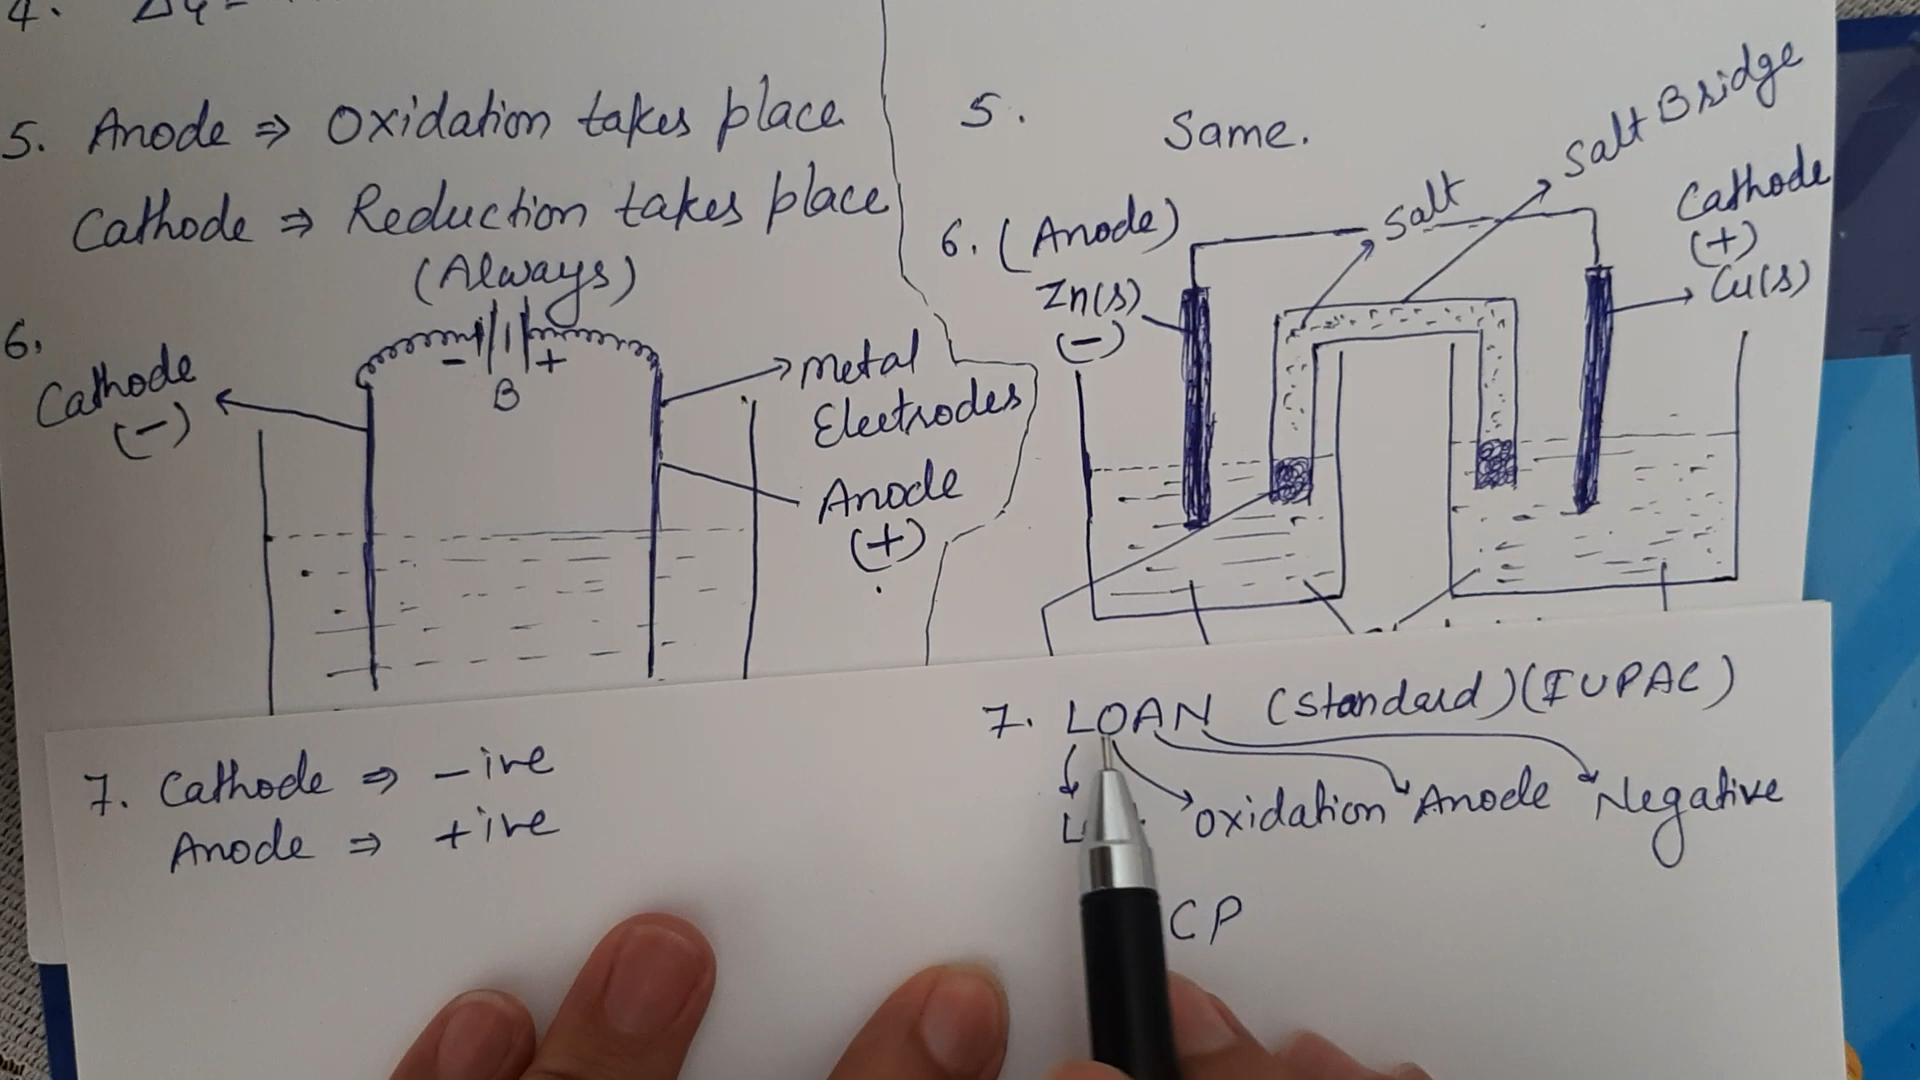 4. Δ
5. Anode ⇒ Oxidation takes place
Cathode ⇒ Reduction takes place
(Always)
6.
Cathode
(-)
- +
B
Metal
Electrodes
Anode
(+)
7. Cathode ⇒ -ive
Anode ⇒ +ive
5. Same.
Salt Bridge
Salt
6. (Anode)
Zn(s)
(-)
Cathode
(+)
Cu(s)
7. LOAN (Standard) (IUPAC)
Oxidation Anode Negative
CP